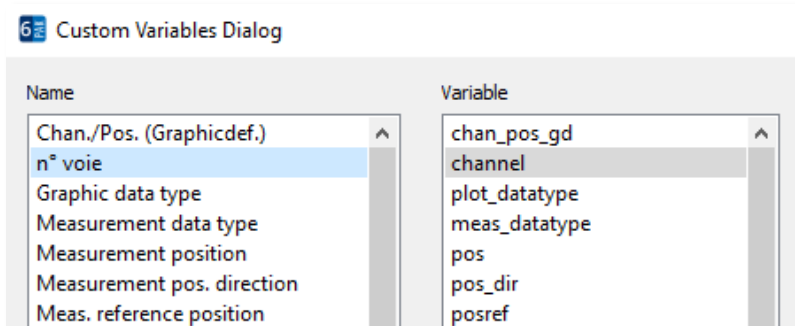 6 PAK Custom Variables Dialog
Name Variable
Chan./Pos. (Graphicdef.) chan_pos_gd
n° voie channel
Graphic data type plot_datatype
Measurement data type meas_datatype
Measurement position pos
Measurement pos. direction pos_dir
Meas. reference position posref